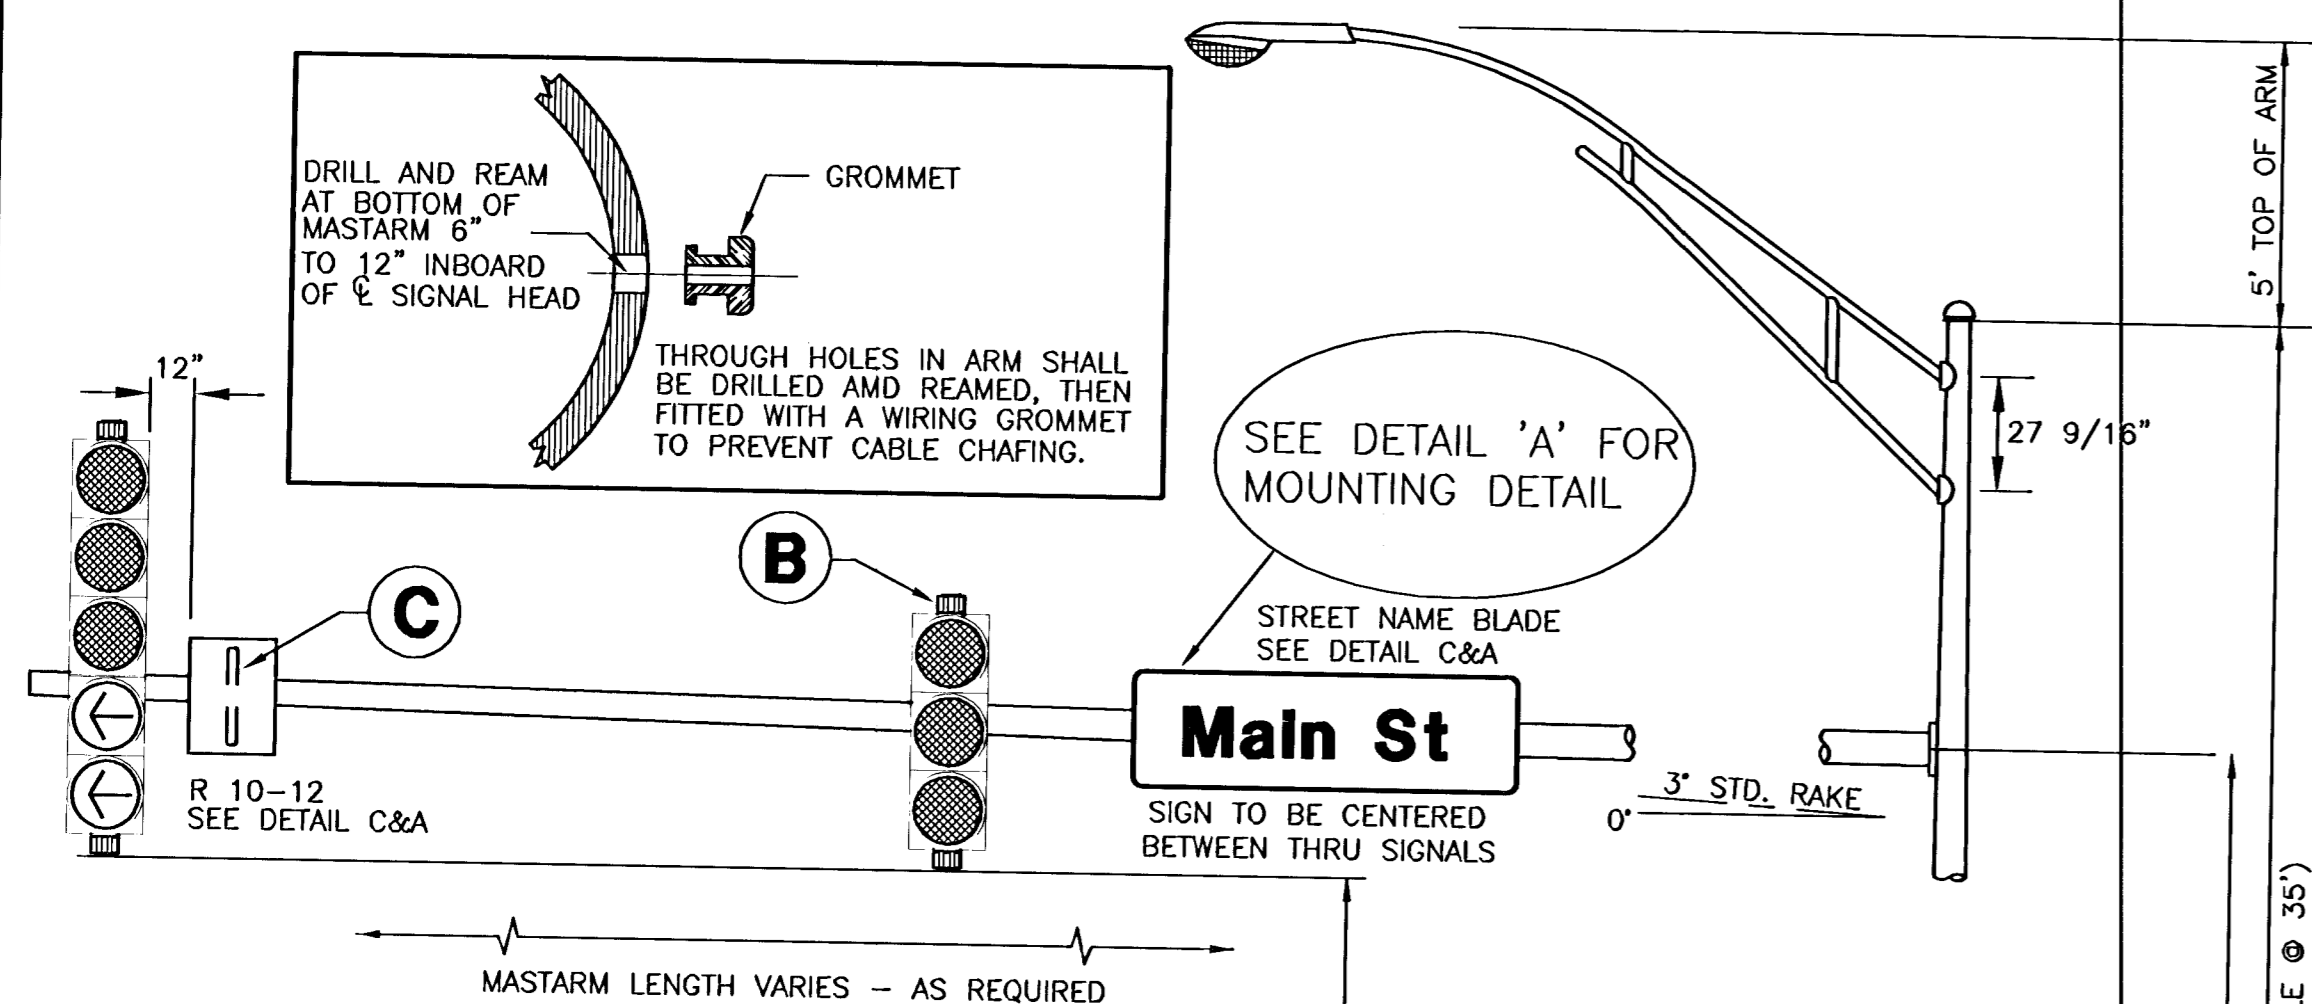 DRILL AND REAM
AT BOTTOM OF
MASTARM 6"
TO 12" INBOARD
OF ℄ SIGNAL HEAD
GROMMET
THROUGH HOLES IN ARM SHALL
BE DRILLED AMD REAMED, THEN
FITTED WITH A WIRING GROMMET
TO PREVENT CABLE CHAFING.
5' TOP OF ARM
12"
SEE DETAIL 'A' FOR
MOUNTING DETAIL
27 9/16"
B
C
STREET NAME BLADE
SEE DETAIL C&A
Main St
R 10-12
SEE DETAIL C&A
SIGN TO BE CENTERED
BETWEEN THRU SIGNALS
3° STD. RAKE
0°
@ 35')
MASTARM LENGTH VARIES - AS REQUIRED